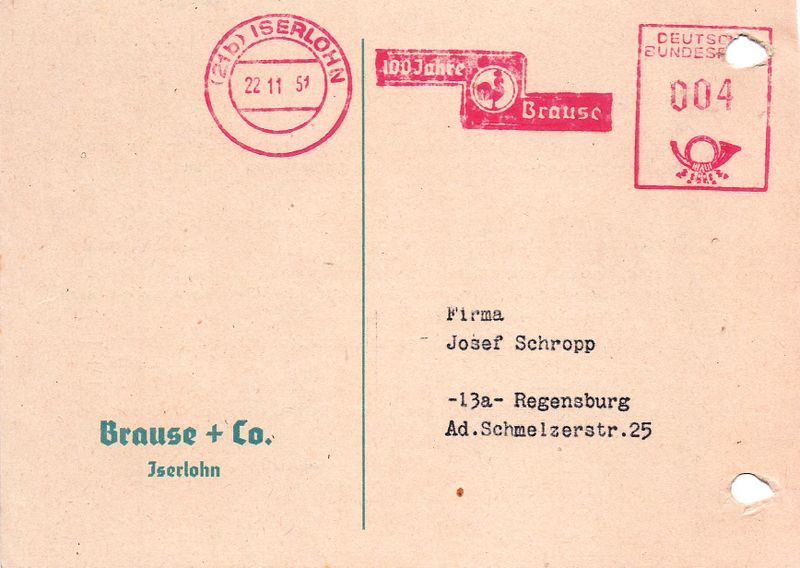 (21b) ISERLOHN
22 11 51
100 Jahre
Brause
DEUTSCH
BUNDESP
004
Firma
Josef Schropp
-13a- Regensburg
Ad.Schmelzerstr.25
Brause + Co.
Iserlohn